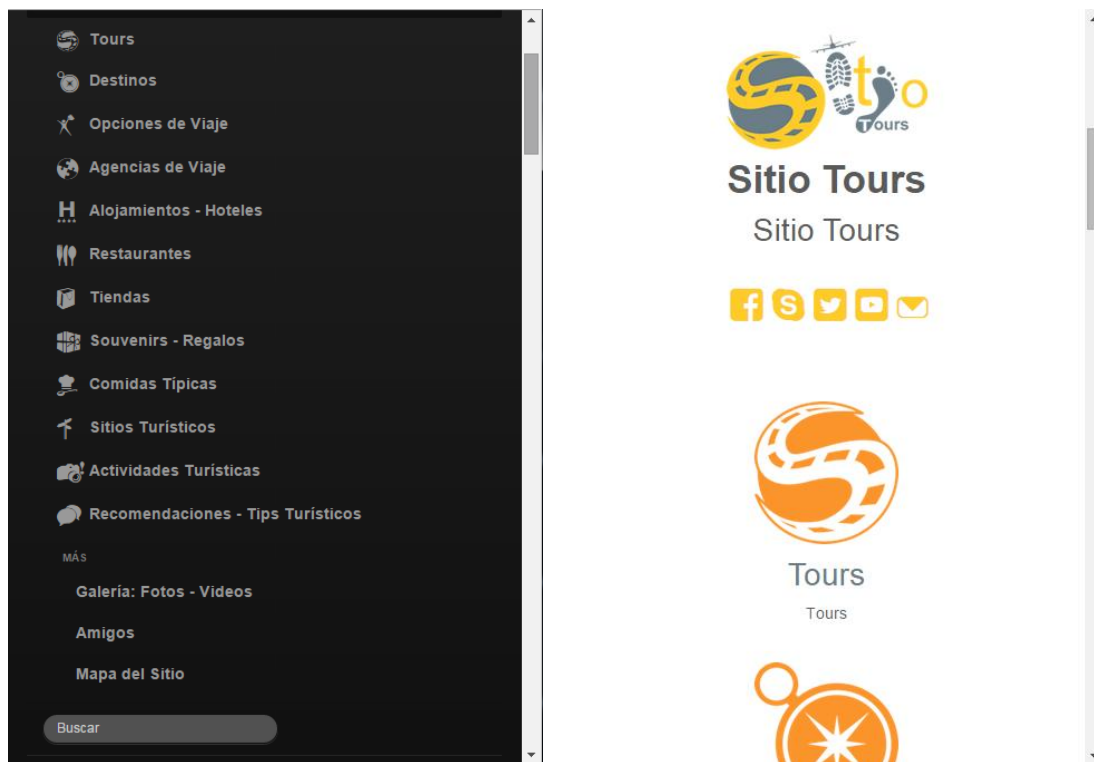 Tours
Destinos
Opciones de Viaje
Agencias de Viaje
H Alojamientos - Hoteles
Restaurantes
Tiendas
Souvenirs - Regalos
Comidas Típicas
Sitios Turísticos
Actividades Turísticas
Recomendaciones - Tips Turísticos
MÁS
Galería: Fotos - Videos
Amigos
Mapa del Sitio
Buscar
Sitio
Tours
Sitio Tours
Sitio Tours
Tours
Tours